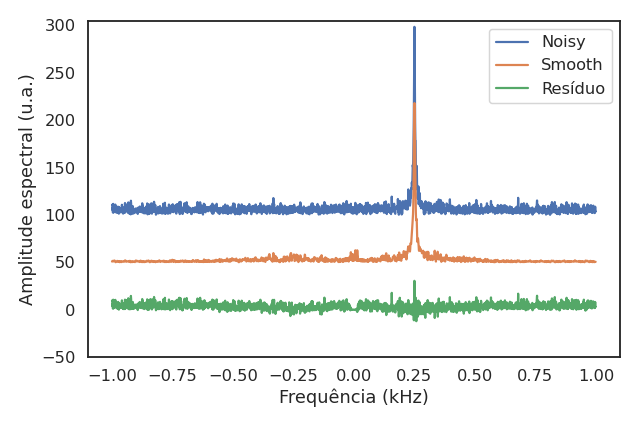 300
250
200
150
100
50
0
−50
Amplitude espectral (u.a.)
Noisy
Smooth
Resíduo
−1.00 −0.75 −0.50 −0.25 0.00 0.25 0.50 0.75 1.00
Frequência (kHz)